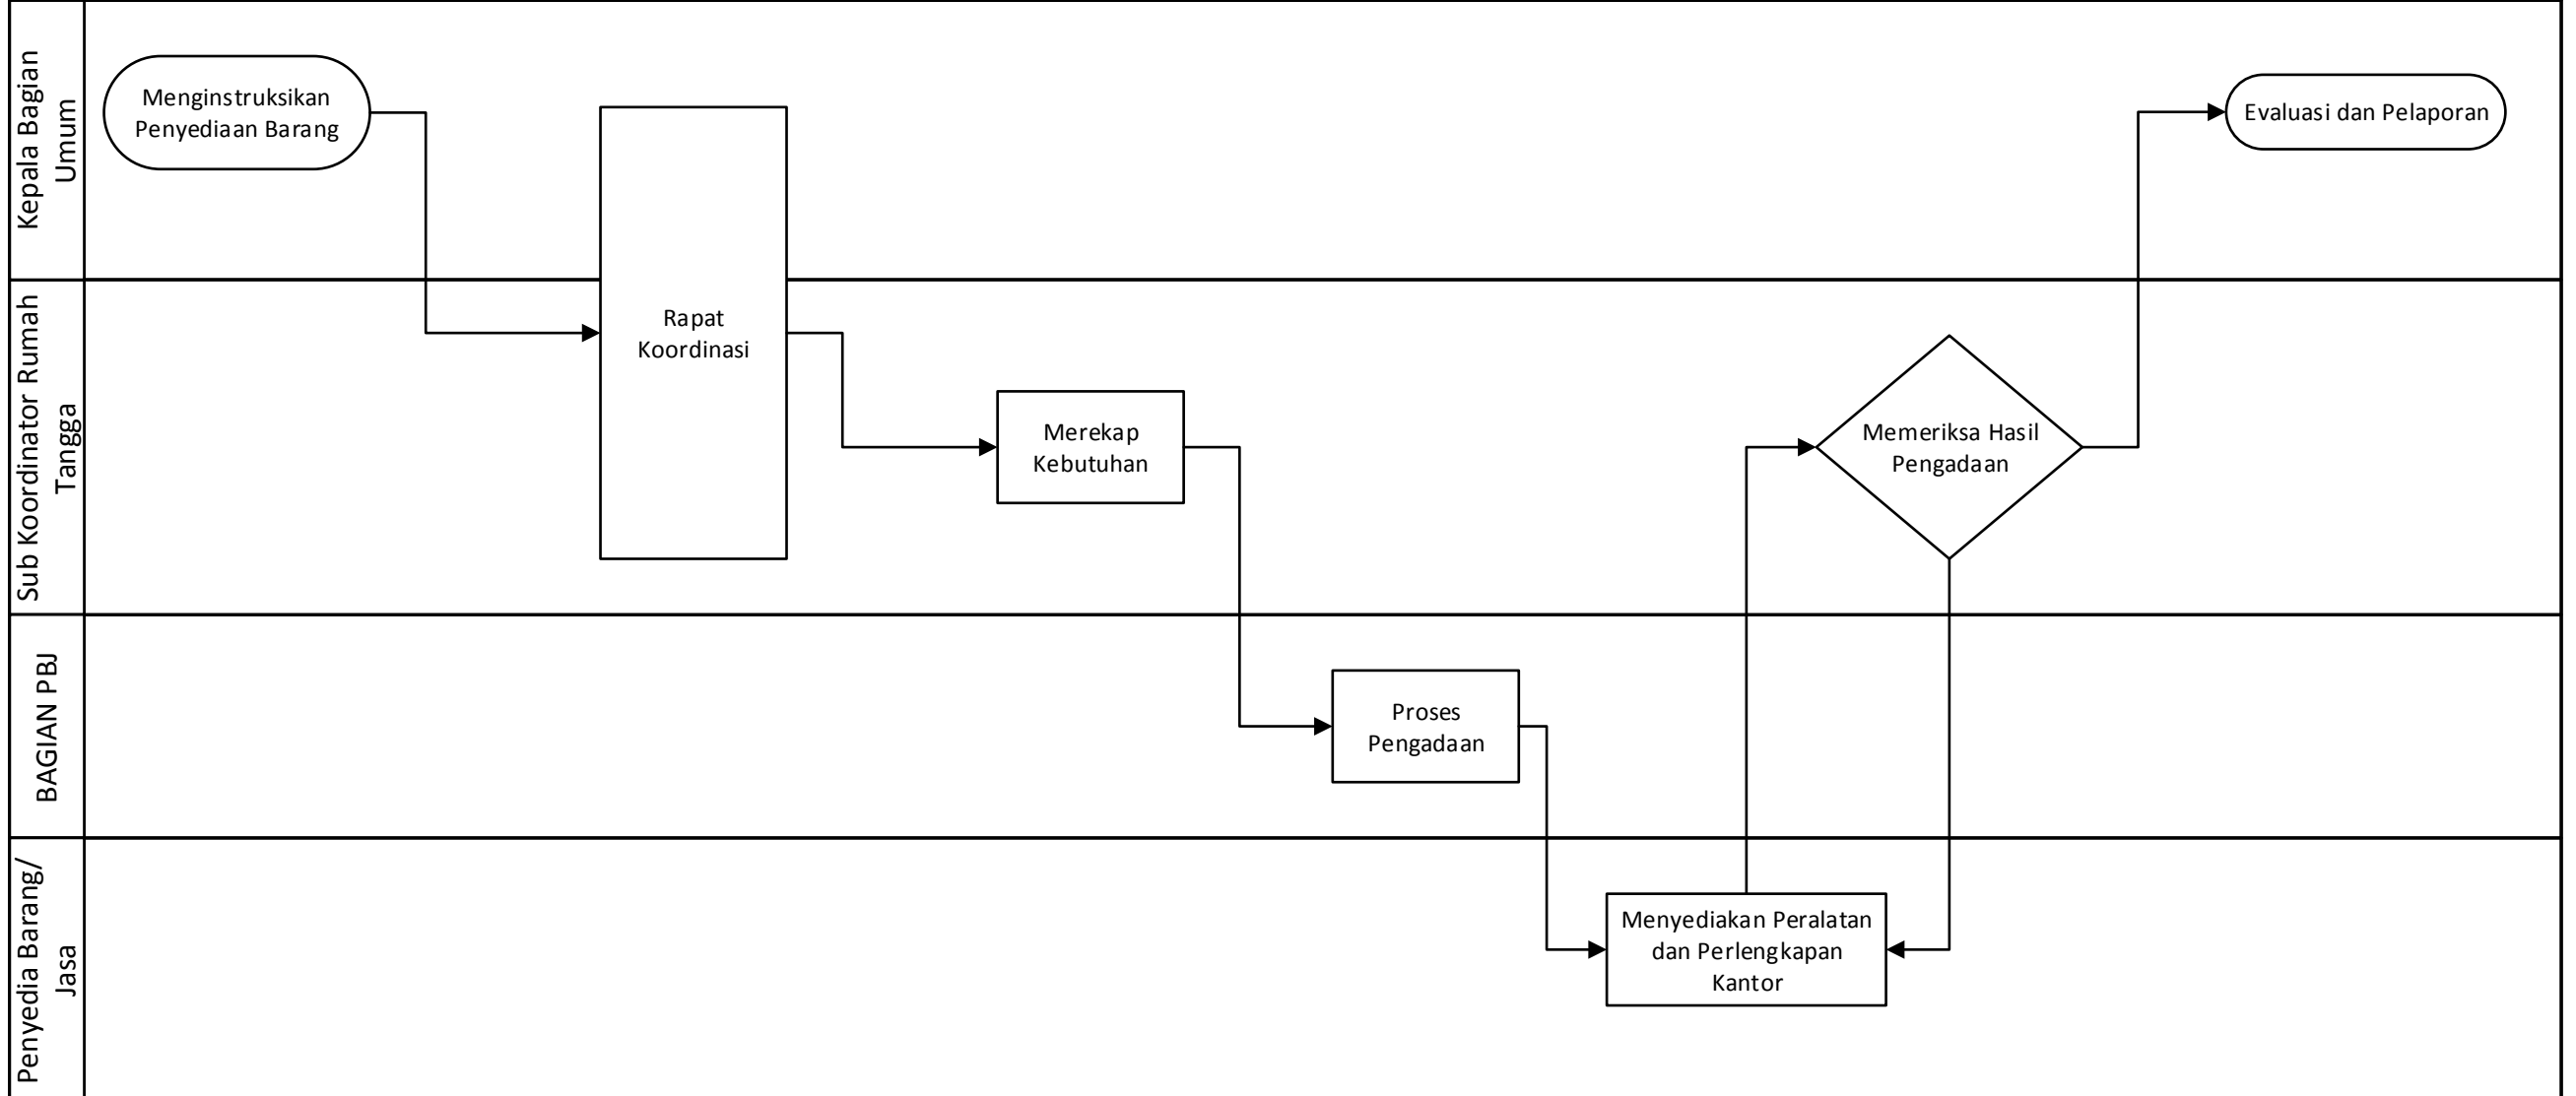 Kepala Bagian
Umum
Menginstruksikan
Penyediaan Barang
Evaluasi dan Pelaporan
Sub Koordinator Rumah
Tangga
Rapat
Koordinasi
Merekap
Kebutuhan
Memeriksa Hasil
Pengadaan
BAGIAN PBJ
Proses
Pengadaan
Penyedia Barang/
Jasa
Menyediakan Peralatan
dan Perlengkapan
Kantor